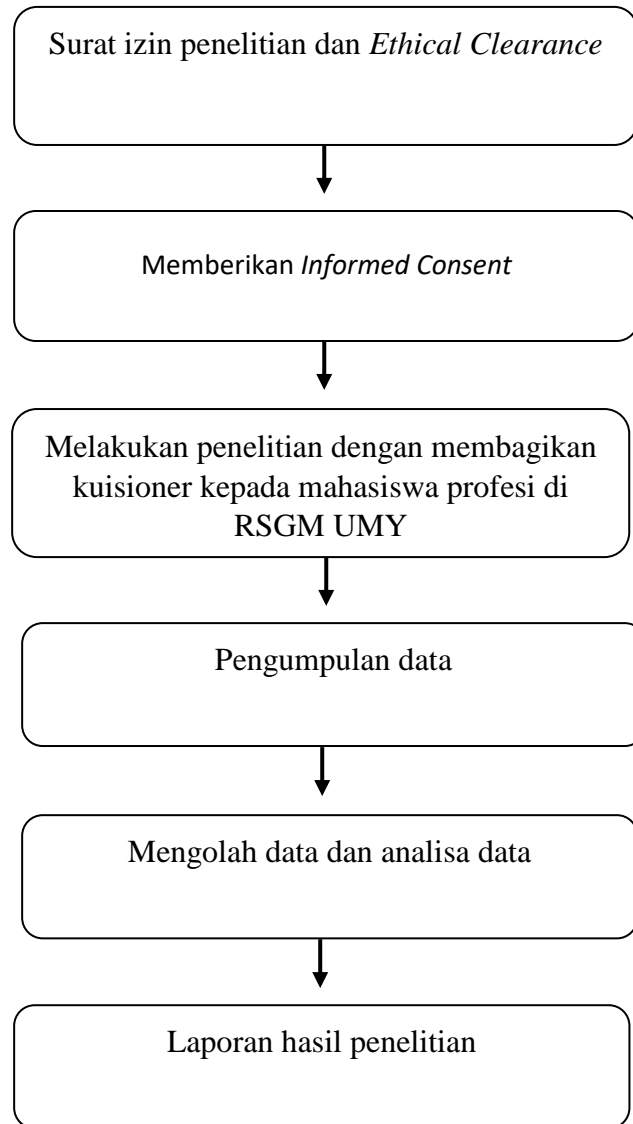 Surat izin penelitian dan Ethical Clearance
Memberikan Informed Consent
Melakukan penelitian dengan membagikan
kuisioner kepada mahasiswa profesi di
RSGM UMY
Pengumpulan data
Mengolah data dan analisa data
Laporan hasil penelitian